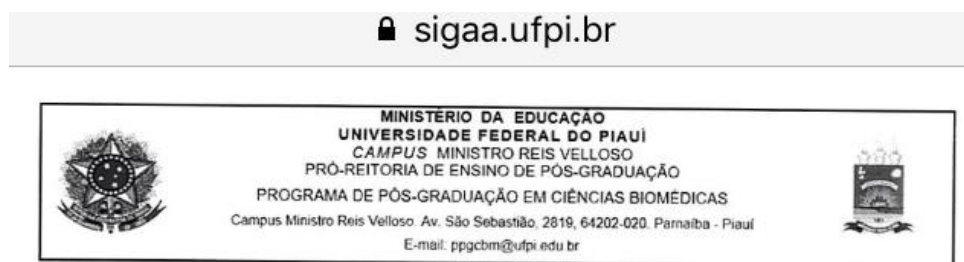 sigaa.ufpi.br
MINISTÉRIO DA EDUCAÇÃO
UNIVERSIDADE FEDERAL DO PIAUÍ
CAMPUS MINISTRO REIS VELLOSO
PRÓ-REITORIA DE ENSINO DE PÓS-GRADUAÇÃO
PROGRAMA DE PÓS-GRADUAÇÃO EM CIÊNCIAS BIOMÉDICAS
Campus Ministro Reis Velloso. Av. São Sebastião, 2819, 64202-020. Parnaíba - Piauí
E-mail: ppgcbm@ufpi.edu.br